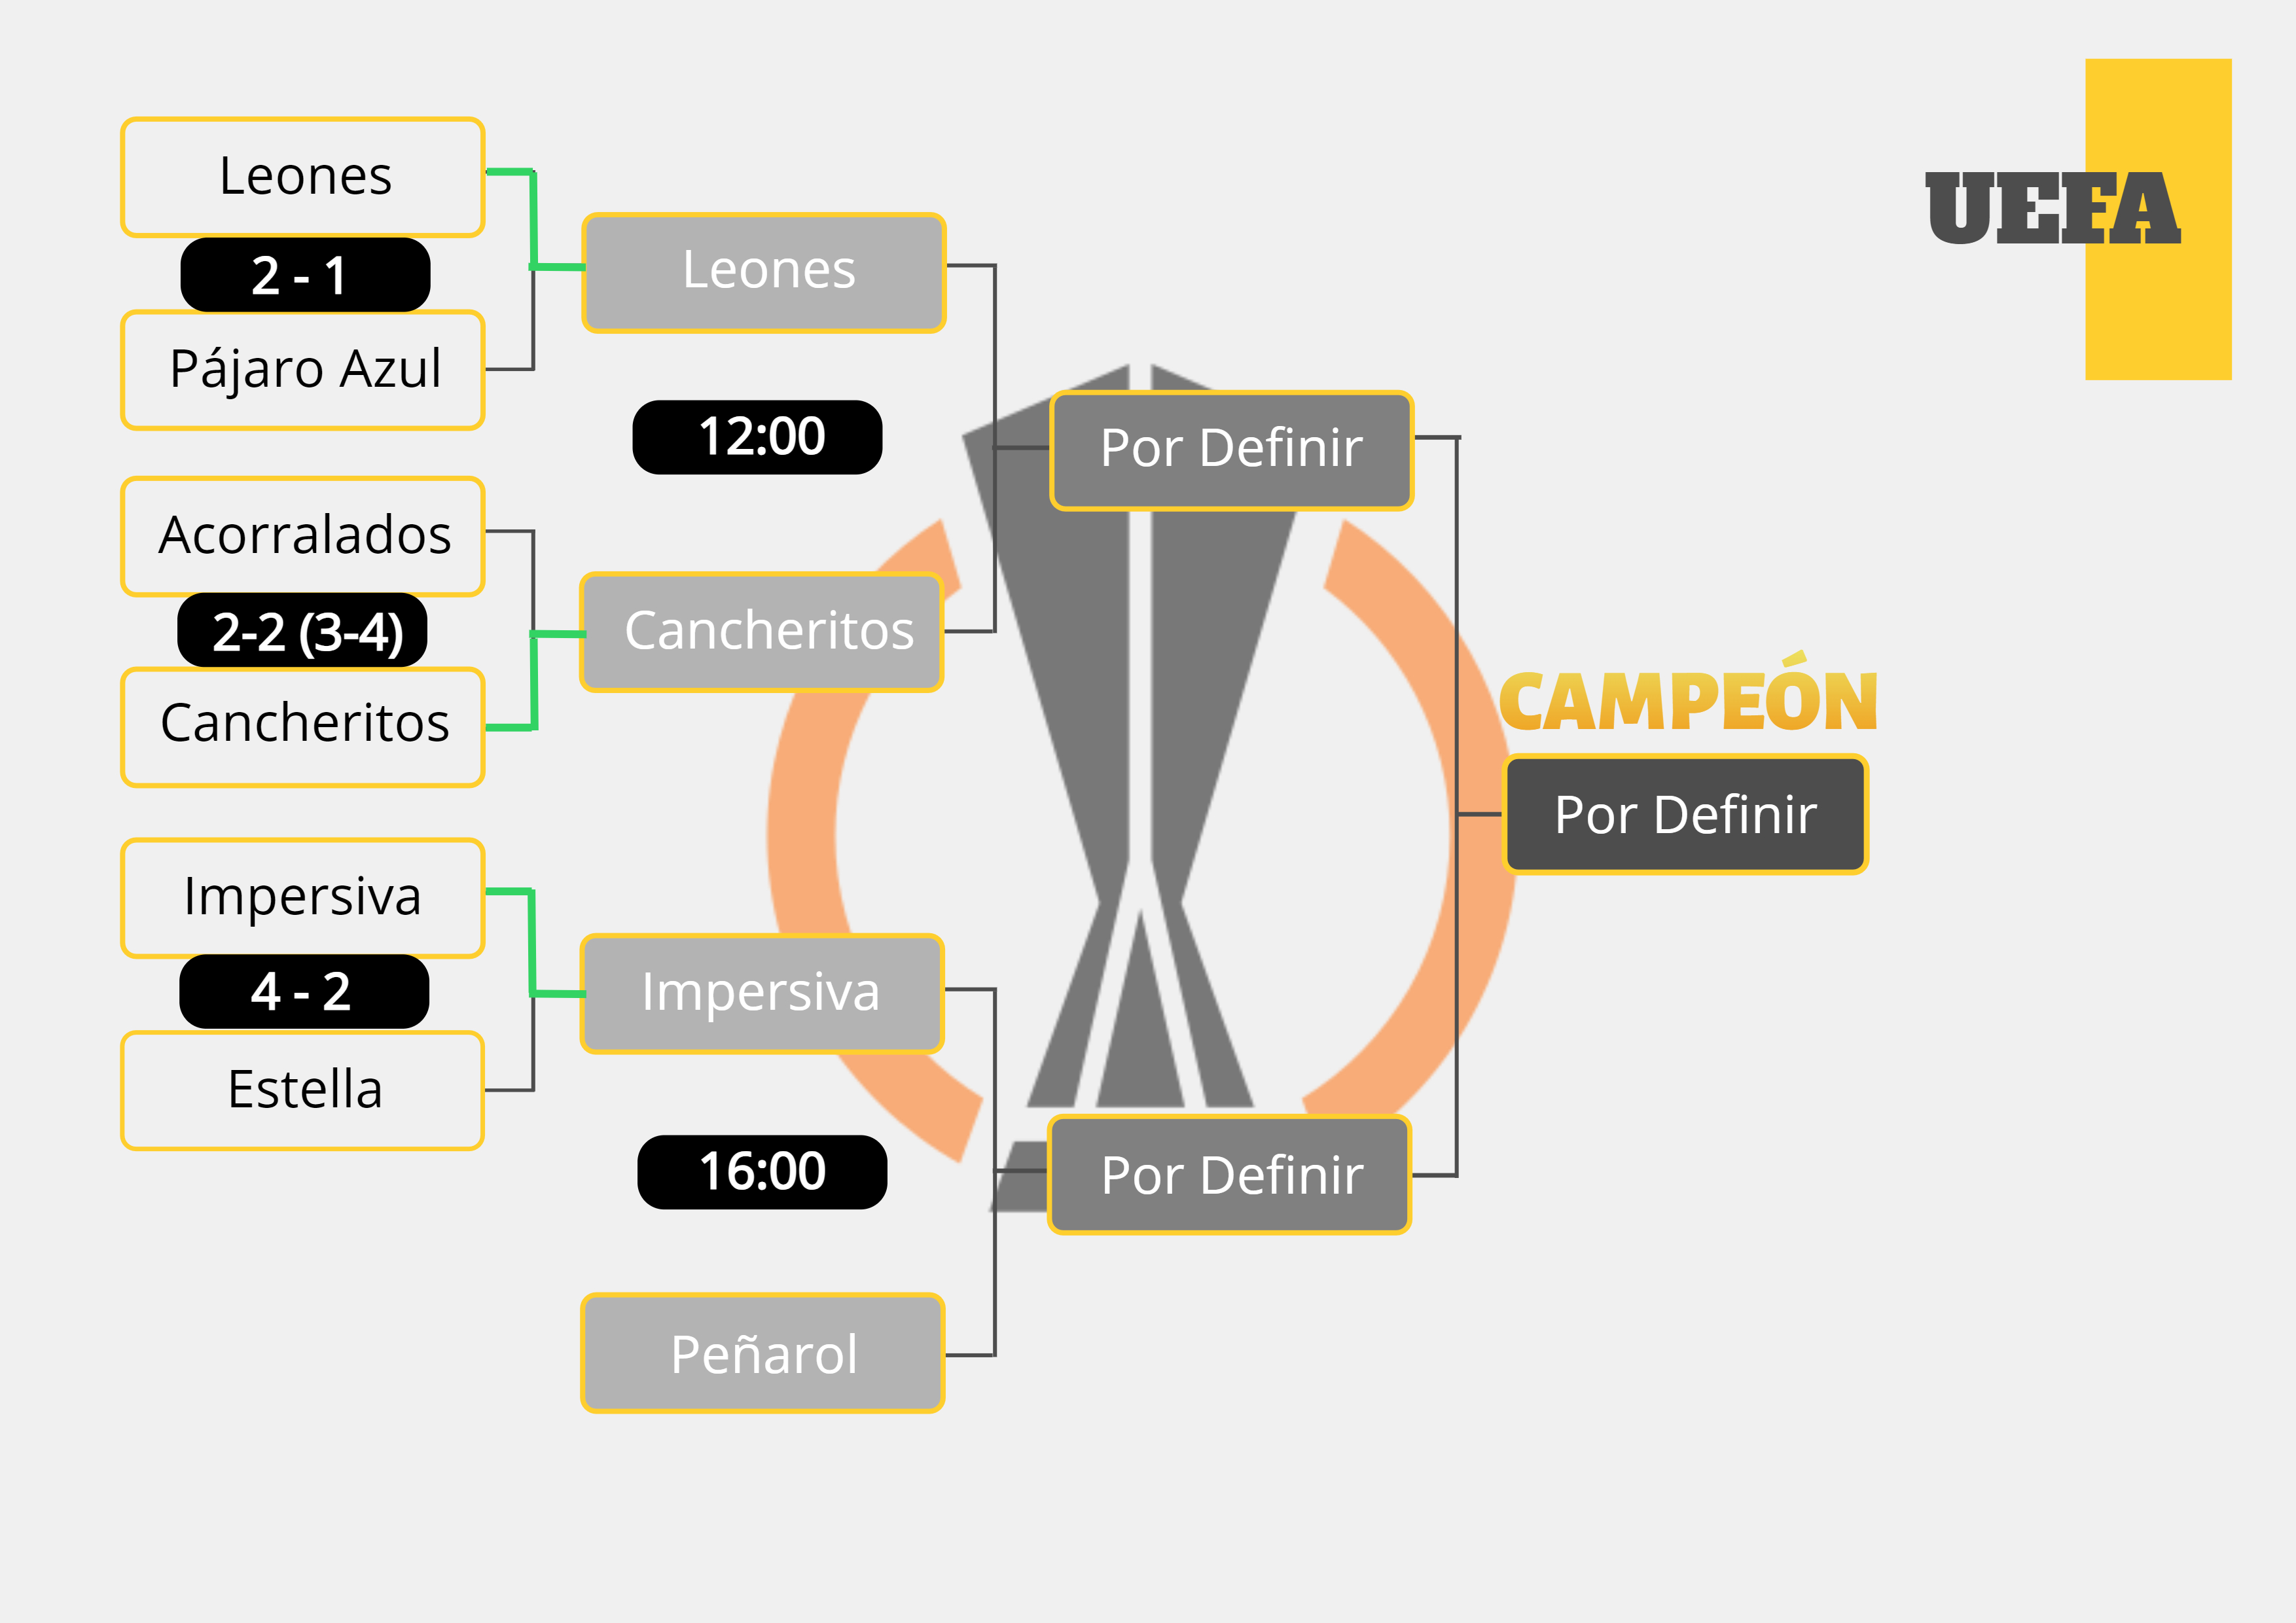 Leones
2 - 1
Pájaro Azul
Acorralados
2-2 (3-4)
Cancheritos
Impersiva
4 - 2
Estella
Leones
12:00
Cancheritos
Impersiva
16:00
Peñarol
Por Definir
Por Definir
CAMPEÓN
Por Definir
UEFA